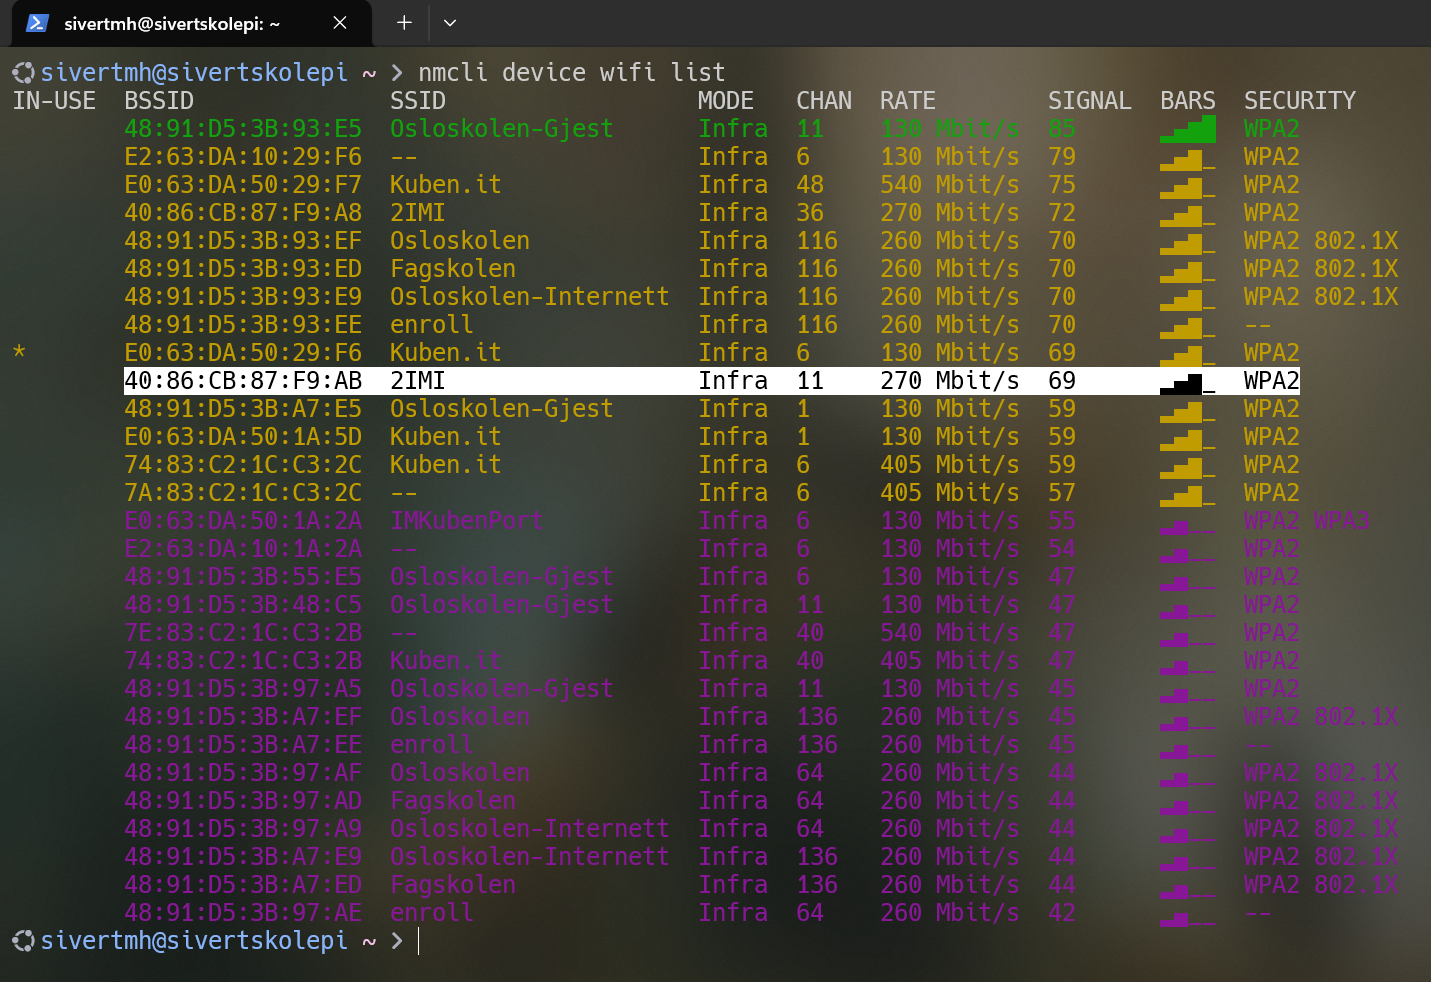 sivertmh@sivertskolepi: ~
sivertmh@sivertskolepi ~ > nmcli device wifi list
IN-USE  BSSID              SSID                  MODE   CHAN  RATE        SIGNAL  BARS  SECURITY
        48:91:D5:3B:93:E5  Osloskolen-Gjest      Infra  11    130 Mbit/s  85      ▂▄▆█  WPA2
        E2:63:DA:10:29:F6  --                    Infra  6     130 Mbit/s  79      ▂▄▆_  WPA2
        E0:63:DA:50:29:F7  Kuben.it              Infra  48    540 Mbit/s  75      ▂▄▆_  WPA2
        40:86:CB:87:F9:A8  2IMI                  Infra  36    270 Mbit/s  72      ▂▄▆_  WPA2
        48:91:D5:3B:93:EF  Osloskolen            Infra  116   260 Mbit/s  70      ▂▄▆_  WPA2 802.1X
        48:91:D5:3B:93:ED  Fagskolen             Infra  116   260 Mbit/s  70      ▂▄▆_  WPA2 802.1X
        48:91:D5:3B:93:E9  Osloskolen-Internett  Infra  116   260 Mbit/s  70      ▂▄▆_  WPA2 802.1X
        48:91:D5:3B:93:EE  enroll                Infra  116   260 Mbit/s  70      ▂▄▆_  --
*       E0:63:DA:50:29:F6  Kuben.it              Infra  6     130 Mbit/s  69      ▂▄▆_  WPA2
        40:86:CB:87:F9:AB  2IMI                  Infra  11    270 Mbit/s  69      ▂▄▆_  WPA2
        48:91:D5:3B:A7:E5  Osloskolen-Gjest      Infra  1     130 Mbit/s  59      ▂▄▆_  WPA2
        E0:63:DA:50:1A:5D  Kuben.it              Infra  1     130 Mbit/s  59      ▂▄▆_  WPA2
        74:83:C2:1C:C3:2C  Kuben.it              Infra  6     405 Mbit/s  59      ▂▄▆_  WPA2
        7A:83:C2:1C:C3:2C  --                    Infra  6     405 Mbit/s  57      ▂▄▆_  WPA2
        E0:63:DA:50:1A:2A  IMKubenPort           Infra  6     130 Mbit/s  55      ▂▄__  WPA2 WPA3
        E2:63:DA:10:1A:2A  --                    Infra  6     130 Mbit/s  54      ▂▄__  WPA2
        48:91:D5:3B:55:E5  Osloskolen-Gjest      Infra  6     130 Mbit/s  47      ▂▄__  WPA2
        48:91:D5:3B:48:C5  Osloskolen-Gjest      Infra  11    130 Mbit/s  47      ▂▄__  WPA2
        7E:83:C2:1C:C3:2B  --                    Infra  40    540 Mbit/s  47      ▂▄__  WPA2
        74:83:C2:1C:C3:2B  Kuben.it              Infra  40    405 Mbit/s  47      ▂▄__  WPA2
        48:91:D5:3B:97:A5  Osloskolen-Gjest      Infra  11    130 Mbit/s  45      ▂▄__  WPA2
        48:91:D5:3B:A7:EF  Osloskolen            Infra  136   260 Mbit/s  45      ▂▄__  WPA2 802.1X
        48:91:D5:3B:A7:EE  enroll                Infra  136   260 Mbit/s  45      ▂▄__  --
        48:91:D5:3B:97:AF  Osloskolen            Infra  64    260 Mbit/s  44      ▂▄__  WPA2 802.1X
        48:91:D5:3B:97:AD  Fagskolen             Infra  64    260 Mbit/s  44      ▂▄__  WPA2 802.1X
        48:91:D5:3B:97:A9  Osloskolen-Internett  Infra  64    260 Mbit/s  44      ▂▄__  WPA2 802.1X
        48:91:D5:3B:A7:E9  Osloskolen-Internett  Infra  136   260 Mbit/s  44      ▂▄__  WPA2 802.1X
        48:91:D5:3B:A7:ED  Fagskolen             Infra  136   260 Mbit/s  44      ▂▄__  WPA2 802.1X
        48:91:D5:3B:97:AE  enroll                Infra  64    260 Mbit/s  42      ▂▄__  --
sivertmh@sivertskolepi ~ >